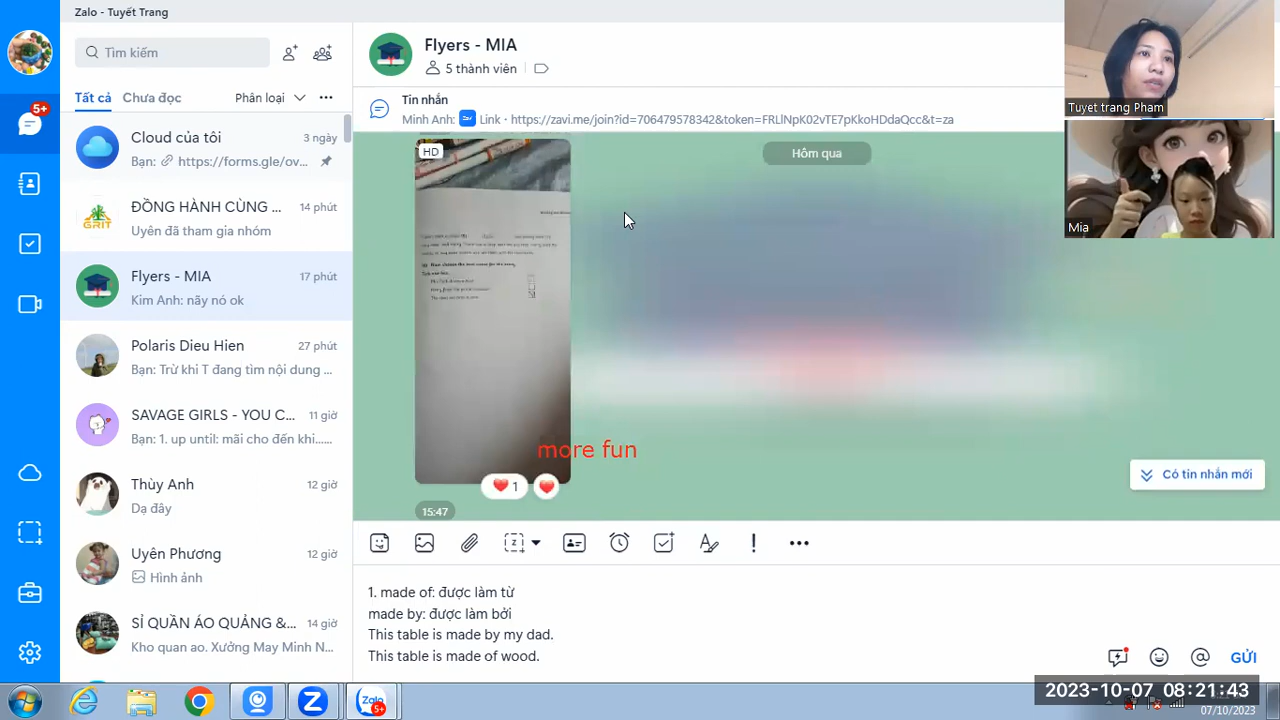 Zalo - Tuyết Trang
Tìm kiếm
Tất cả
Chưa đọc
Phân loại
5+
Cloud của tôi
3 ngày
Bạn: https://forms.gle/ov...
ĐỒNG HÀNH CÙNG ...
14 phút
Uyên đã tham gia nhóm
GRIT
Flyers - MIA
17 phút
Kim Anh: nãy nó ok
Polaris Dieu Hien
27 phút
Bạn: Trừ khi T đang tìm nội dung ...
SAVAGE GIRLS - YOU C...
11 giờ
Bạn: 1. up until: mãi cho đến khi......
Thùy Anh
12 giờ
Dạ đây
Uyên Phương
12 giờ
Hình ảnh
SỈ QUẦN ÁO QUẢNG &...
14 giờ
Kho quan ao. Xưởng May Minh N...
Flyers - MIA
5 thành viên
Tin nhắn
Minh Anh: Link · https://zavi.me/join?id=706479578342&token=FRLlNpK02vTE7pKkoHDdaQcc&t=za
HD
Hôm qua
more fun
1
15:47
Có tin nhắn mới
1. made of: được làm từ
made by: được làm bởi
This table is made by my dad.
This table is made of wood.
GỬI
Tuyet trang Pham
Mia
Zalo
5+
2023-10-07 08:21:43
07/10/2023